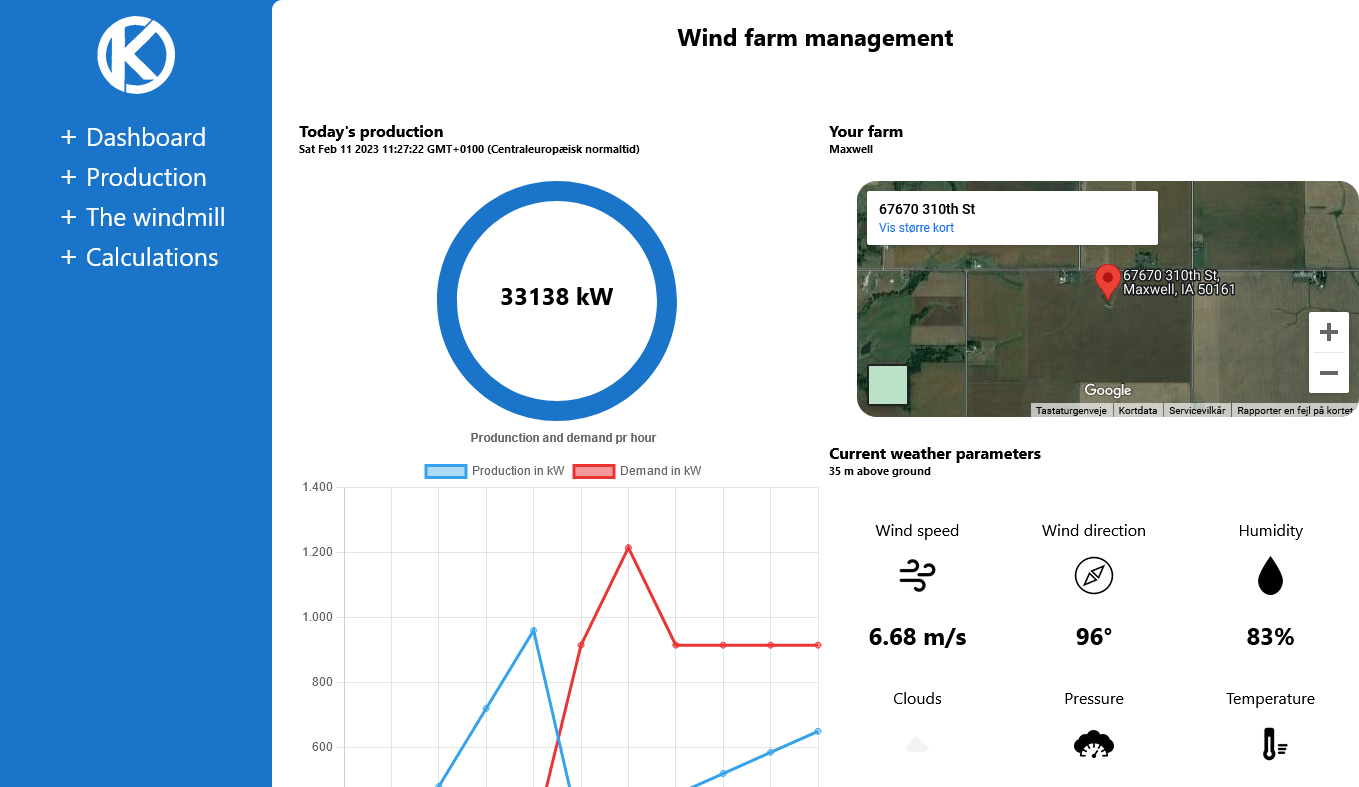 Wind farm management
+ Dashboard
+ Production
+ The windmill
+ Calculations
Today's production
Sat Feb 11 2023 11:27:22 GMT+0100 (Centraleuropæisk normaltid)
33138 kW
Produnction and demand pr hour
Production in kW
Demand in kW
1.400
1.200
1.000
800
600
Your farm
Maxwell
67670 310th St
Vis større kort
67670 310th St,
Maxwell, IA 50161
Google
Tastaturgenveje
Kortdata
Servicevilkår
Rapporter en fejl på kortet
Current weather parameters
35 m above ground
Wind speed
Wind direction
Humidity
6.68 m/s
96°
83%
Clouds
Pressure
Temperature